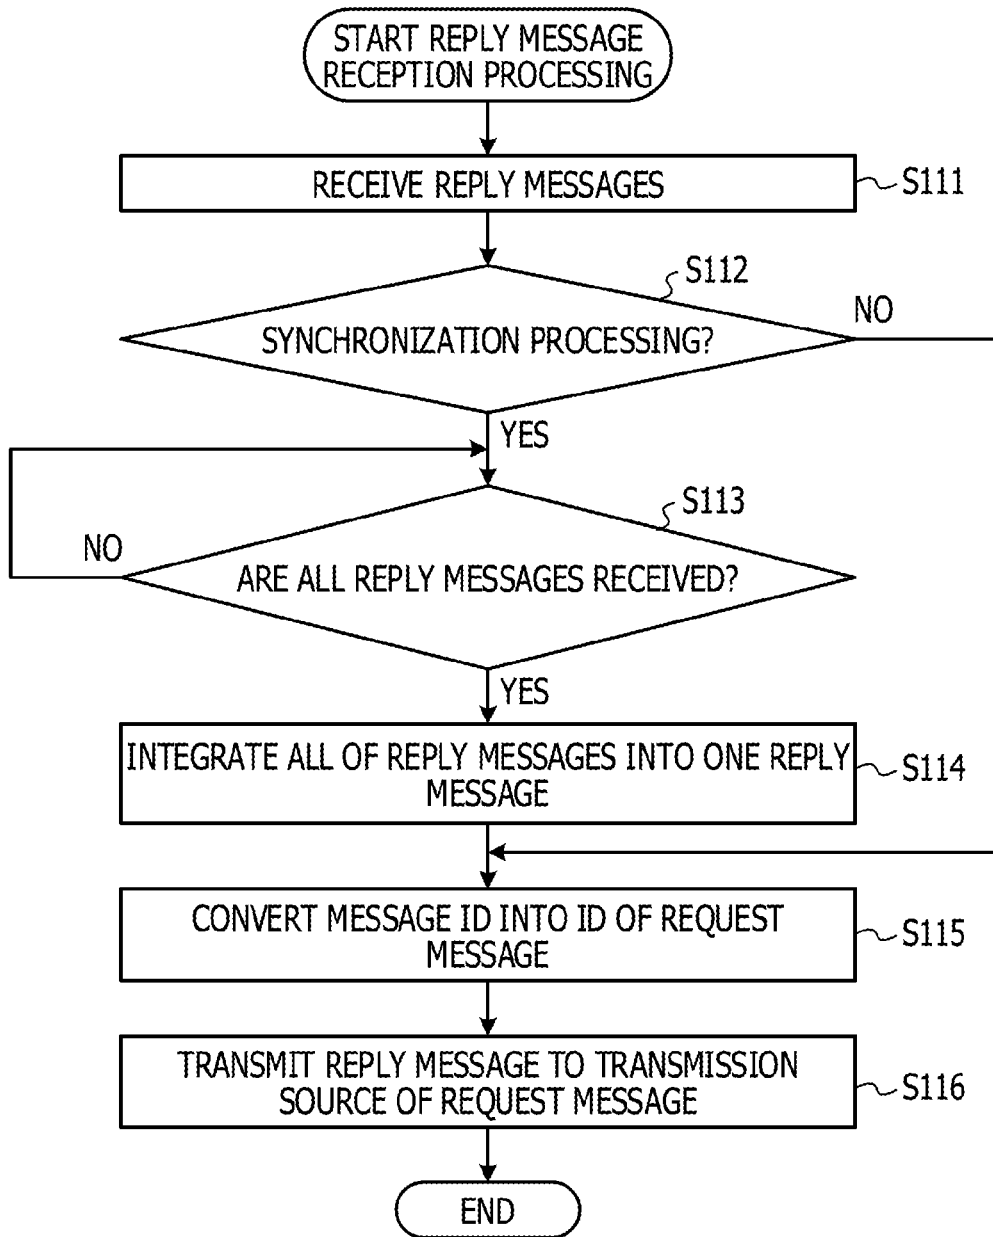 START REPLY MESSAGE
RECEPTION PROCESSING
RECEIVE REPLY MESSAGES
S111
S112
SYNCHRONIZATION PROCESSING?
NO
YES
S113
NO
ARE ALL REPLY MESSAGES RECEIVED?
YES
INTEGRATE ALL OF REPLY MESSAGES INTO ONE REPLY
MESSAGE
S114
CONVERT MESSAGE ID INTO ID OF REQUEST
MESSAGE
S115
TRANSMIT REPLY MESSAGE TO TRANSMISSION
SOURCE OF REQUEST MESSAGE
S116
END